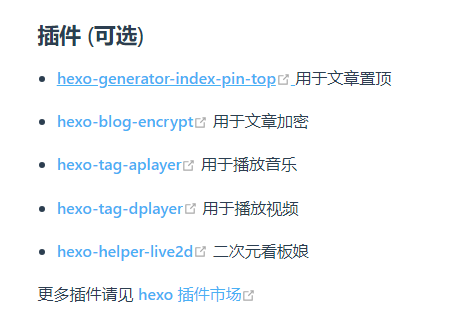 插件 (可选)
hexo-generator-index-pin-top 用于文章置顶
hexo-blog-encrypt 用于文章加密
hexo-tag-aplayer 用于播放音乐
hexo-tag-dplayer 用于播放视频
hexo-helper-live2d 二次元看板娘
更多插件请见 hexo 插件市场